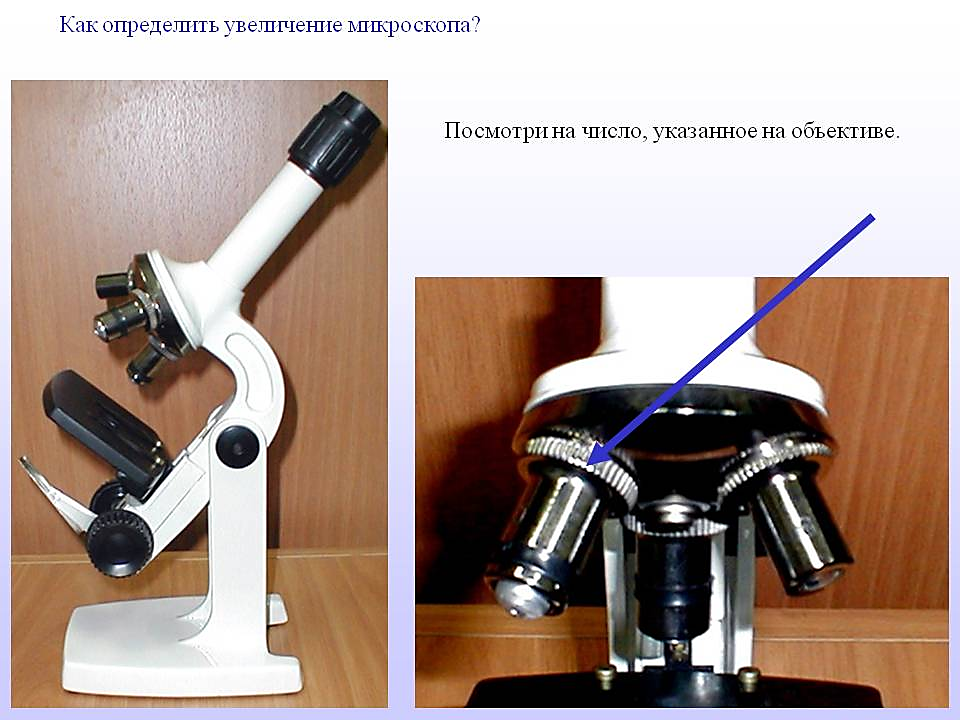 Как определить увеличение микроскопа?
Посмотри на число, указанное на объективе.